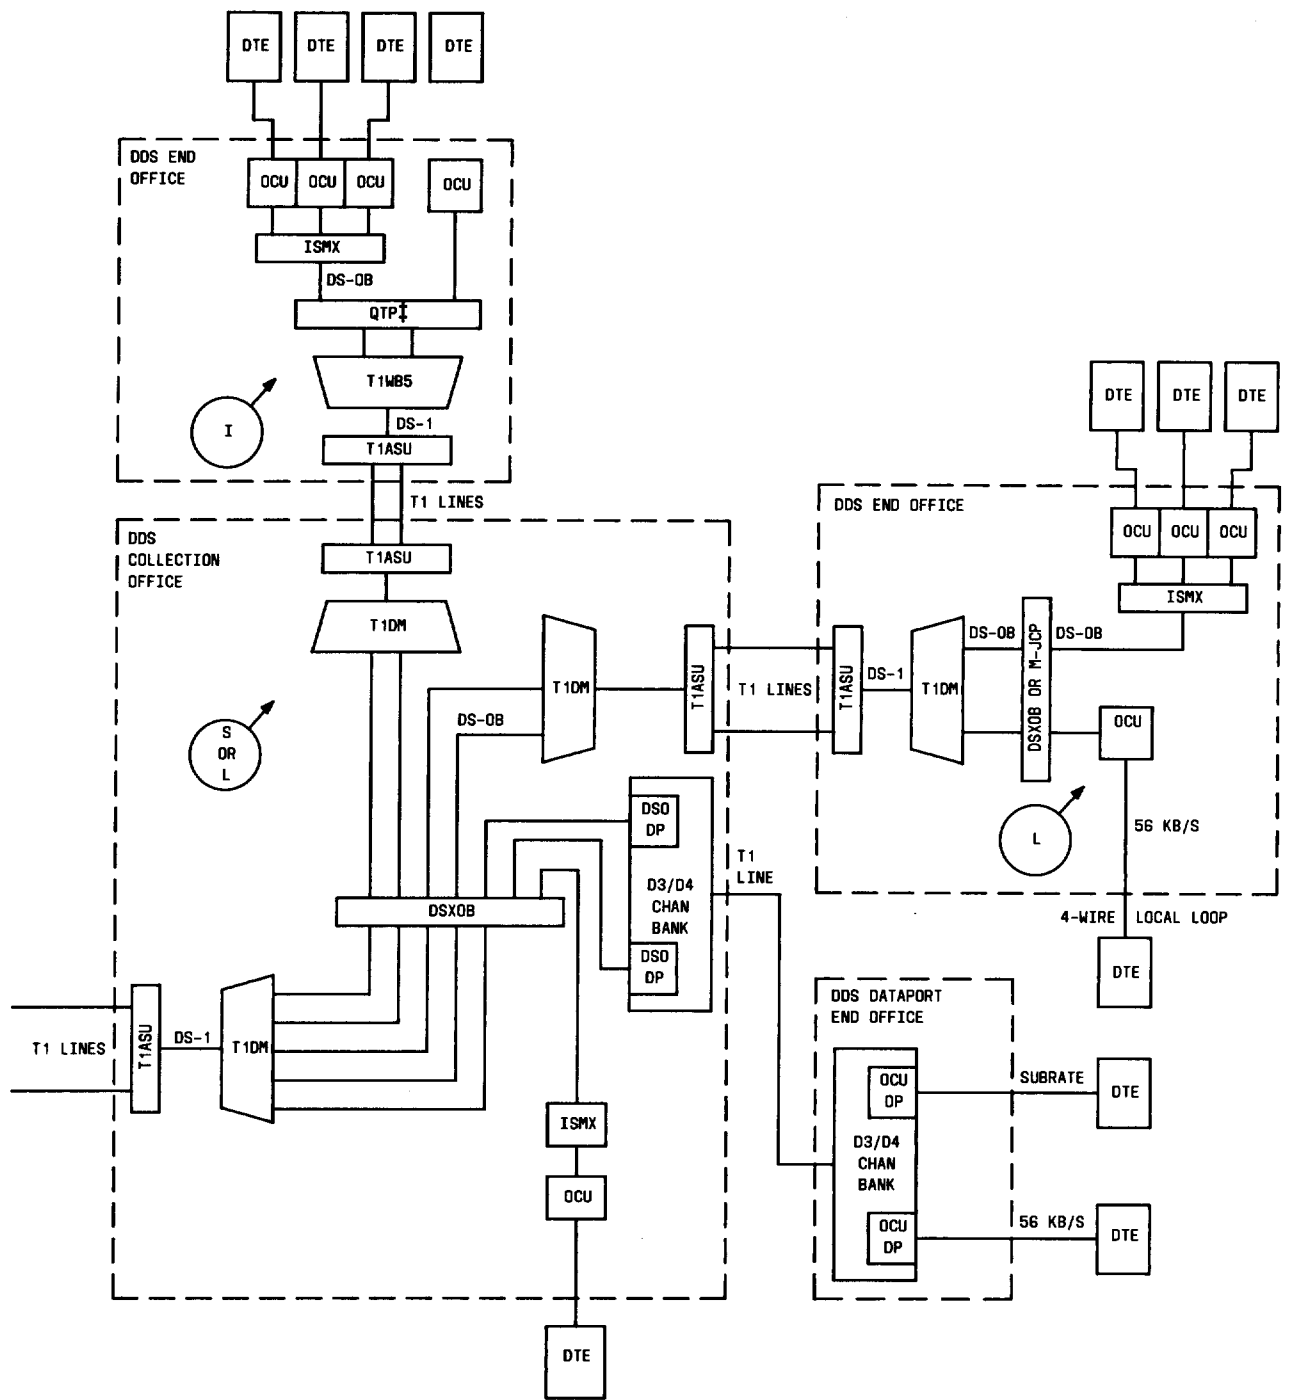 DTE DTE DTE DTE
DDS END
OFFICE
OCU OCU OCU OCU
ISMX
DS-0B
QTP‡
T1WB5
I
DS-1
T1ASU
T1 LINES
DDS
COLLECTION
OFFICE
T1ASU
T1DM
S
OR
L
DS-0B
T1DM
T1ASU
T1 LINES
DSO
DP
D3/D4
CHAN
BANK
DSO
DP
T1
LINE
DSX0B
T1 LINES
T1ASU
DS-1
T1DM
ISMX
OCU
DTE
DTE DTE DTE
DDS END OFFICE
OCU OCU OCU
ISMX
T1ASU
DS-1
T1DM
DS-0B
DSX0B OR M-JCP
DS-0B
OCU
L
56 KB/S
4-WIRE LOCAL LOOP
DTE
DDS DATAPORT
END OFFICE
OCU
DP
D3/D4
CHAN
BANK
OCU
DP
SUBRATE
DTE
56 KB/S
DTE